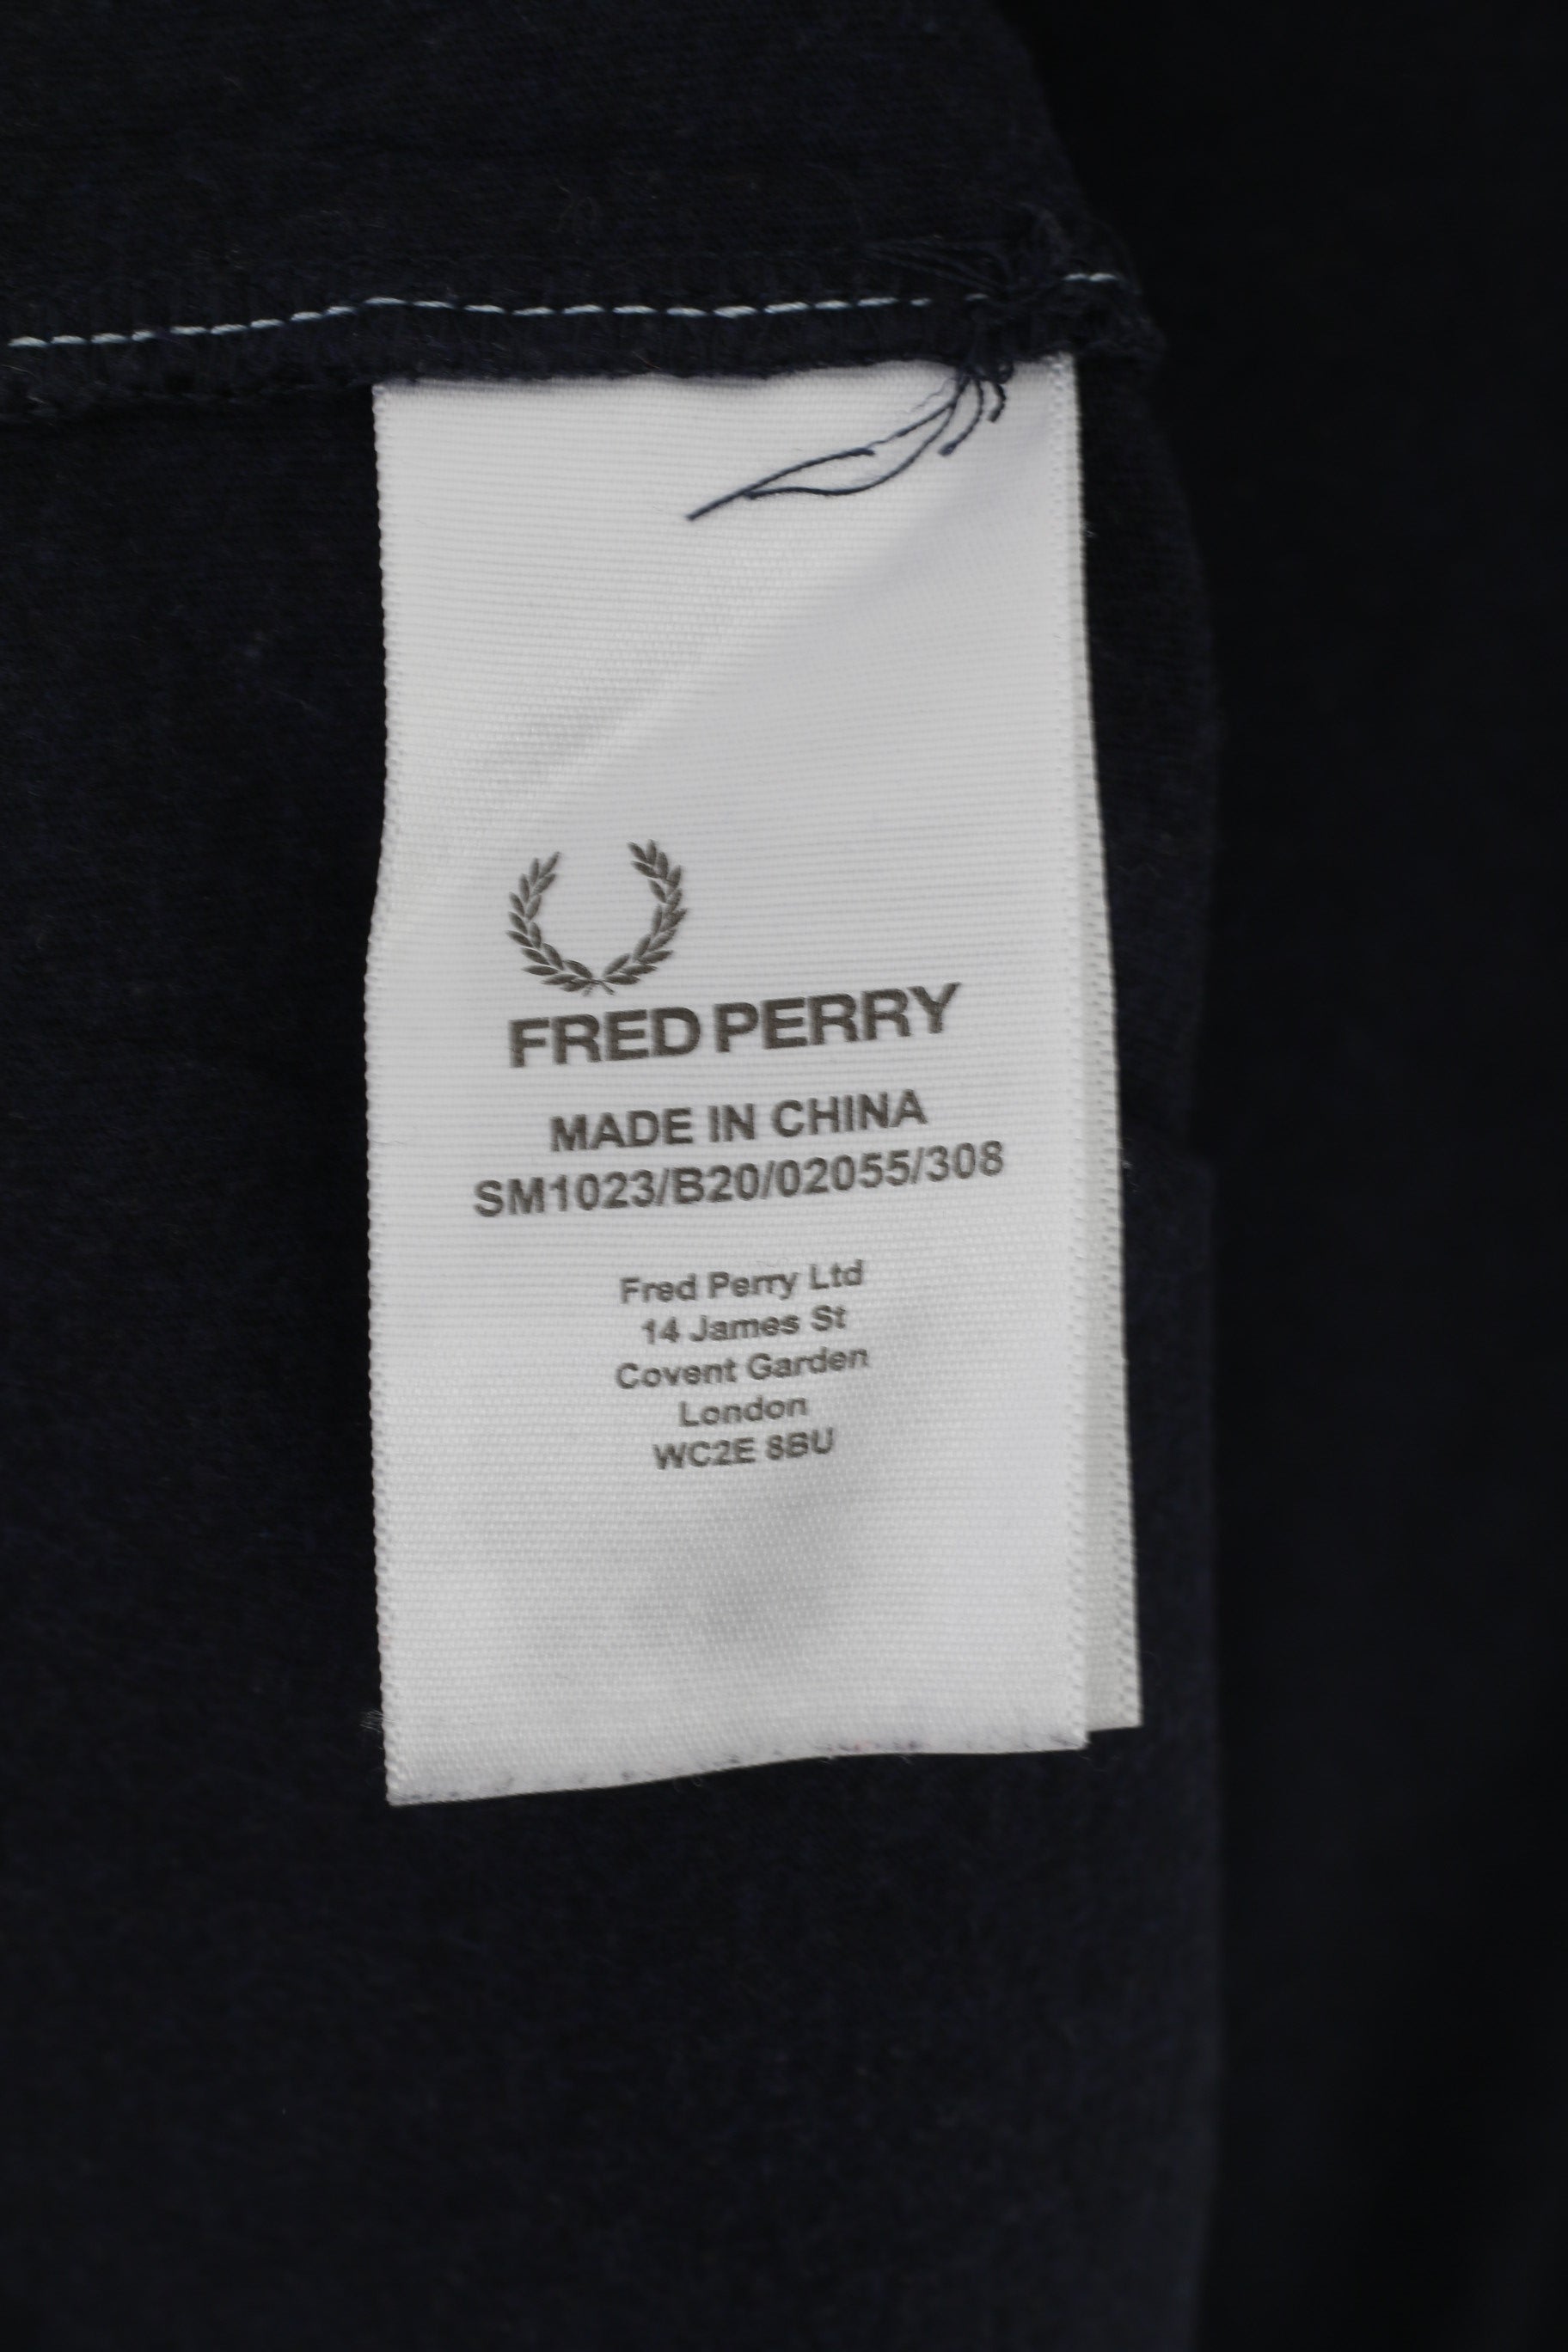 FRED PERRY
MADE IN CHINA
SM1023/B20/02055/308
Fred Perry Ltd
14 James St
Covent Garden
London
WC2E 8BU